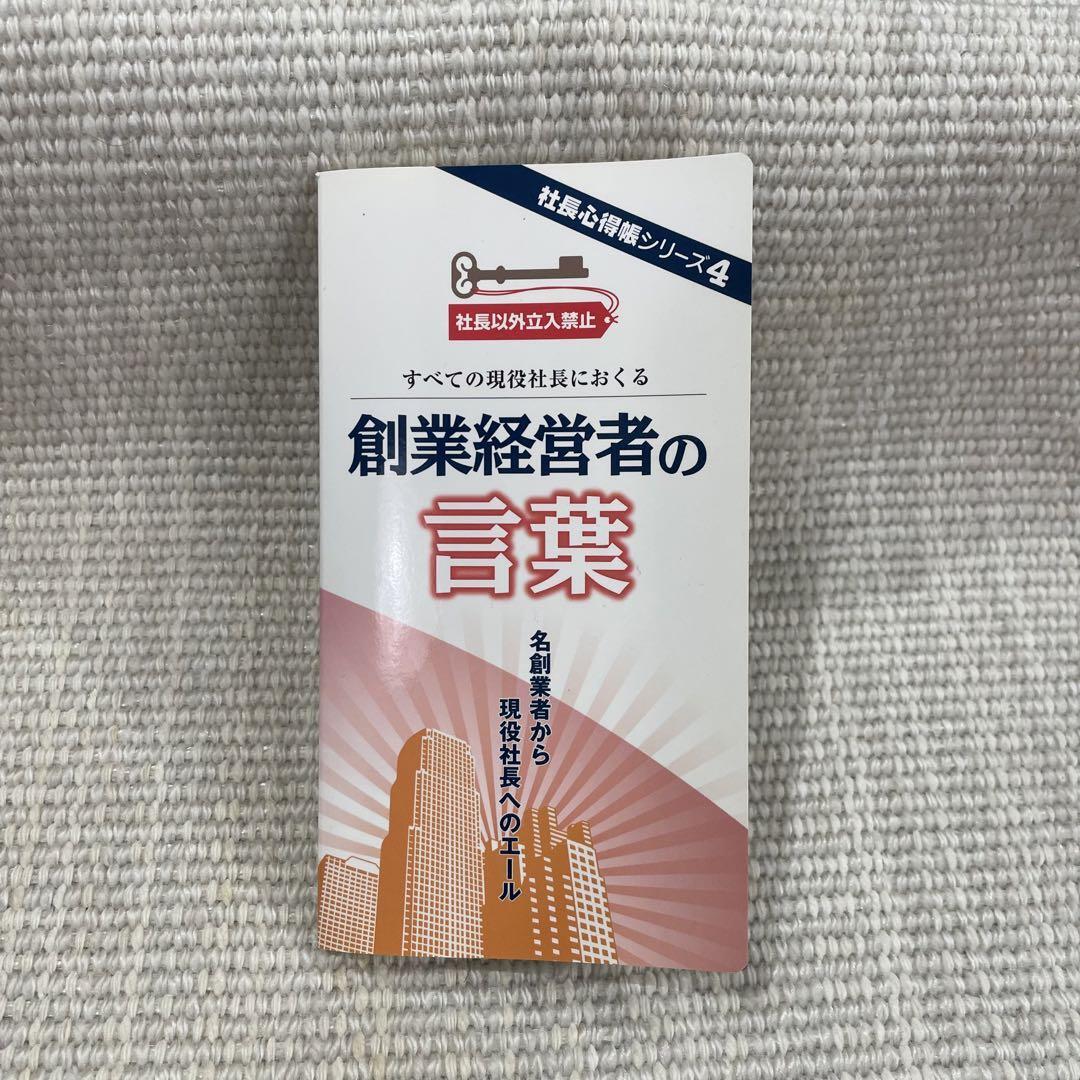 社長心得帳シリーズ4
社長以外立入禁止
すべての現役社長におくる
創業経営者の
言葉
名創業者から
現役社長へのエール